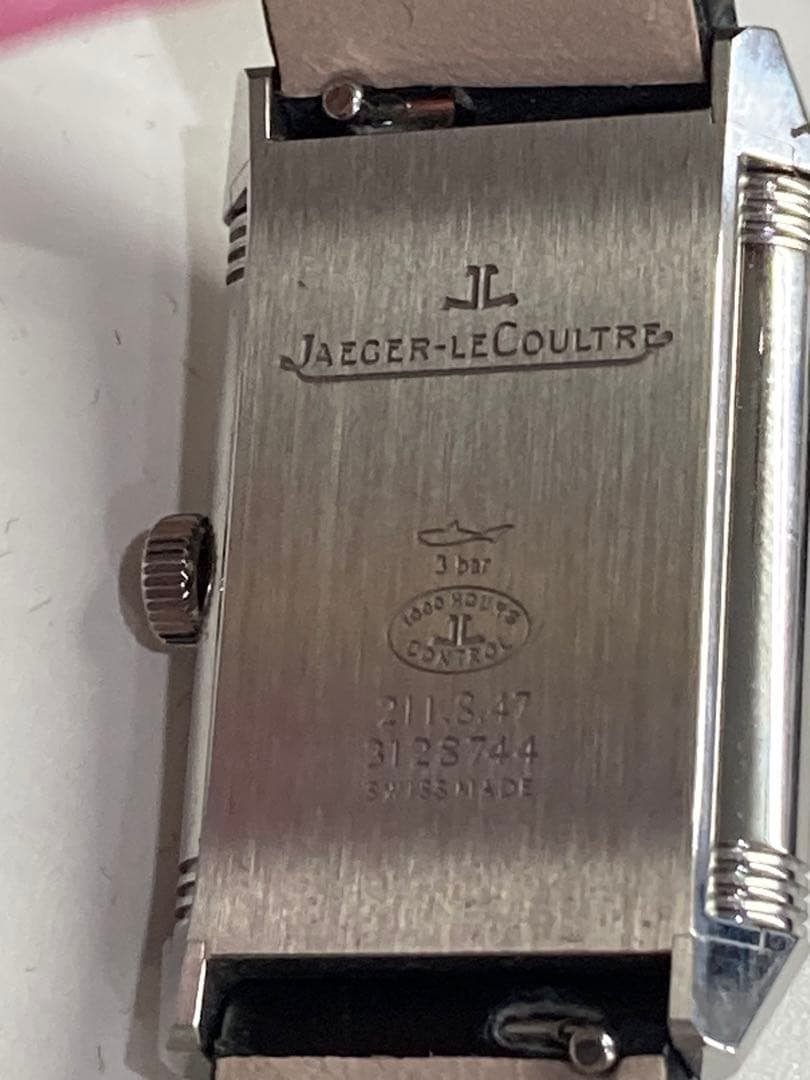 JL
JAEGER-LECOULTRE
3 bar
1000 HOURS
JL
CONTROL
211.8.47
3128744
SWISS MADE